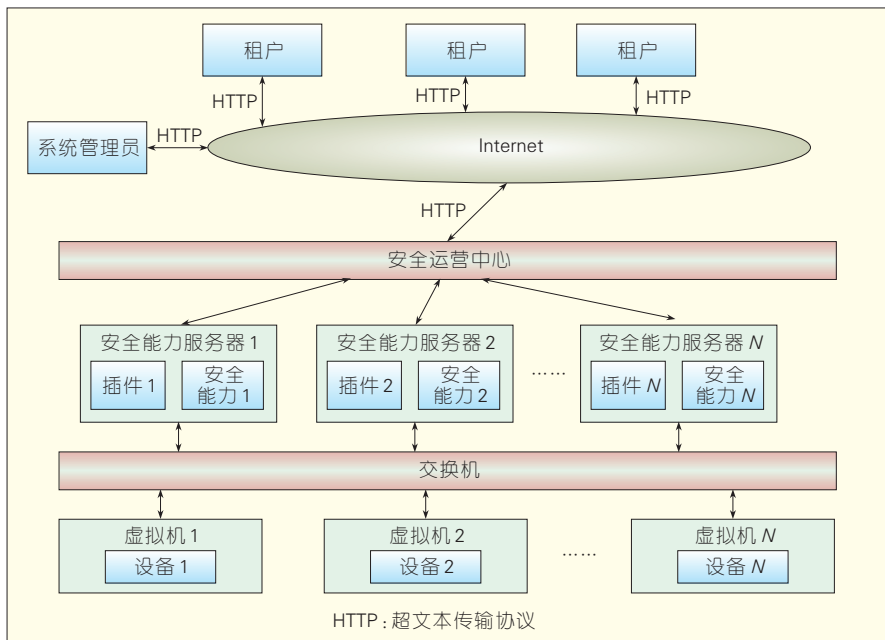 租户
租户
租户
HTTP
HTTP
HTTP
系统管理员
HTTP
Internet
HTTP
安全运营中心
安全能力服务器 1
安全能力服务器 2
安全能力服务器 N
插件 1
安全
能力 1
插件 2
安全
能力 2
……
插件 N
安全
能力 N
交换机
虚拟机 1
虚拟机 2
虚拟机 N
设备 1
设备 2
……
设备 N
HTTP：超文本传输协议